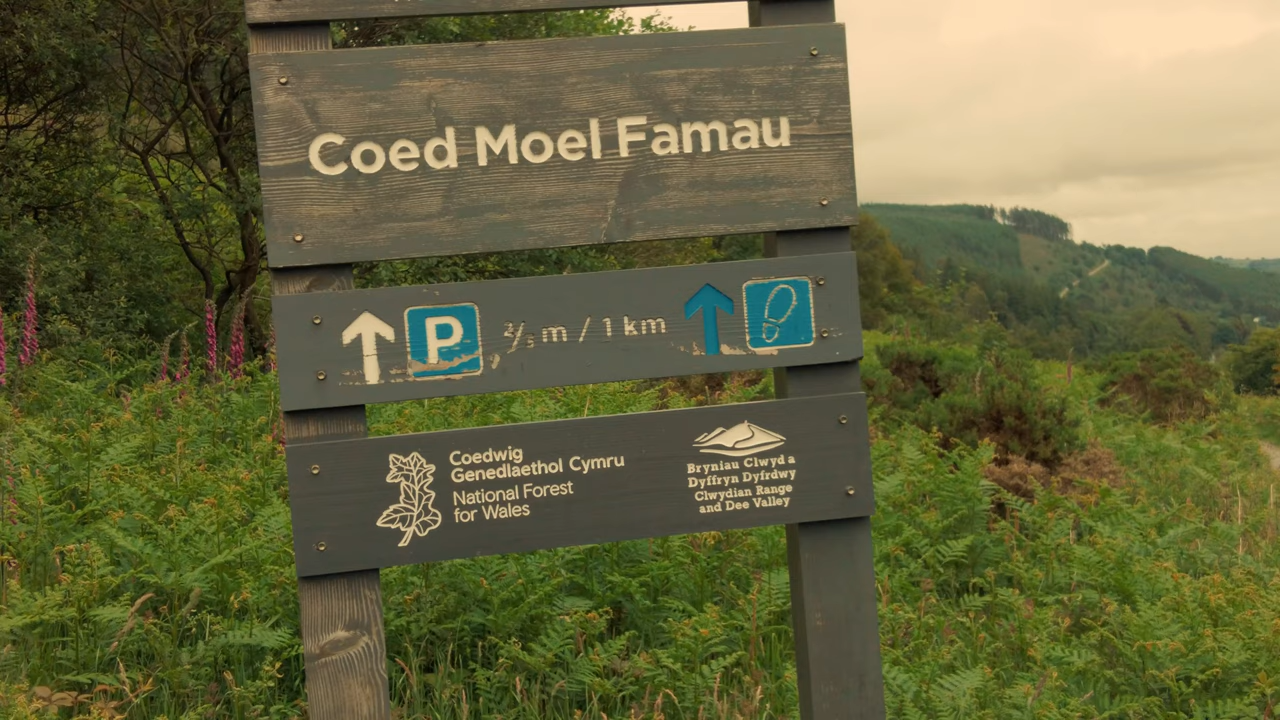 Coed Moel Famau
P ⅔ m / 1 km
Coedwig
Genedlaethol Cymru
National Forest
for Wales
Bryniau Clwyd a
Dyffryn Dyfrdwy
Clwydian Range
and Dee Valley